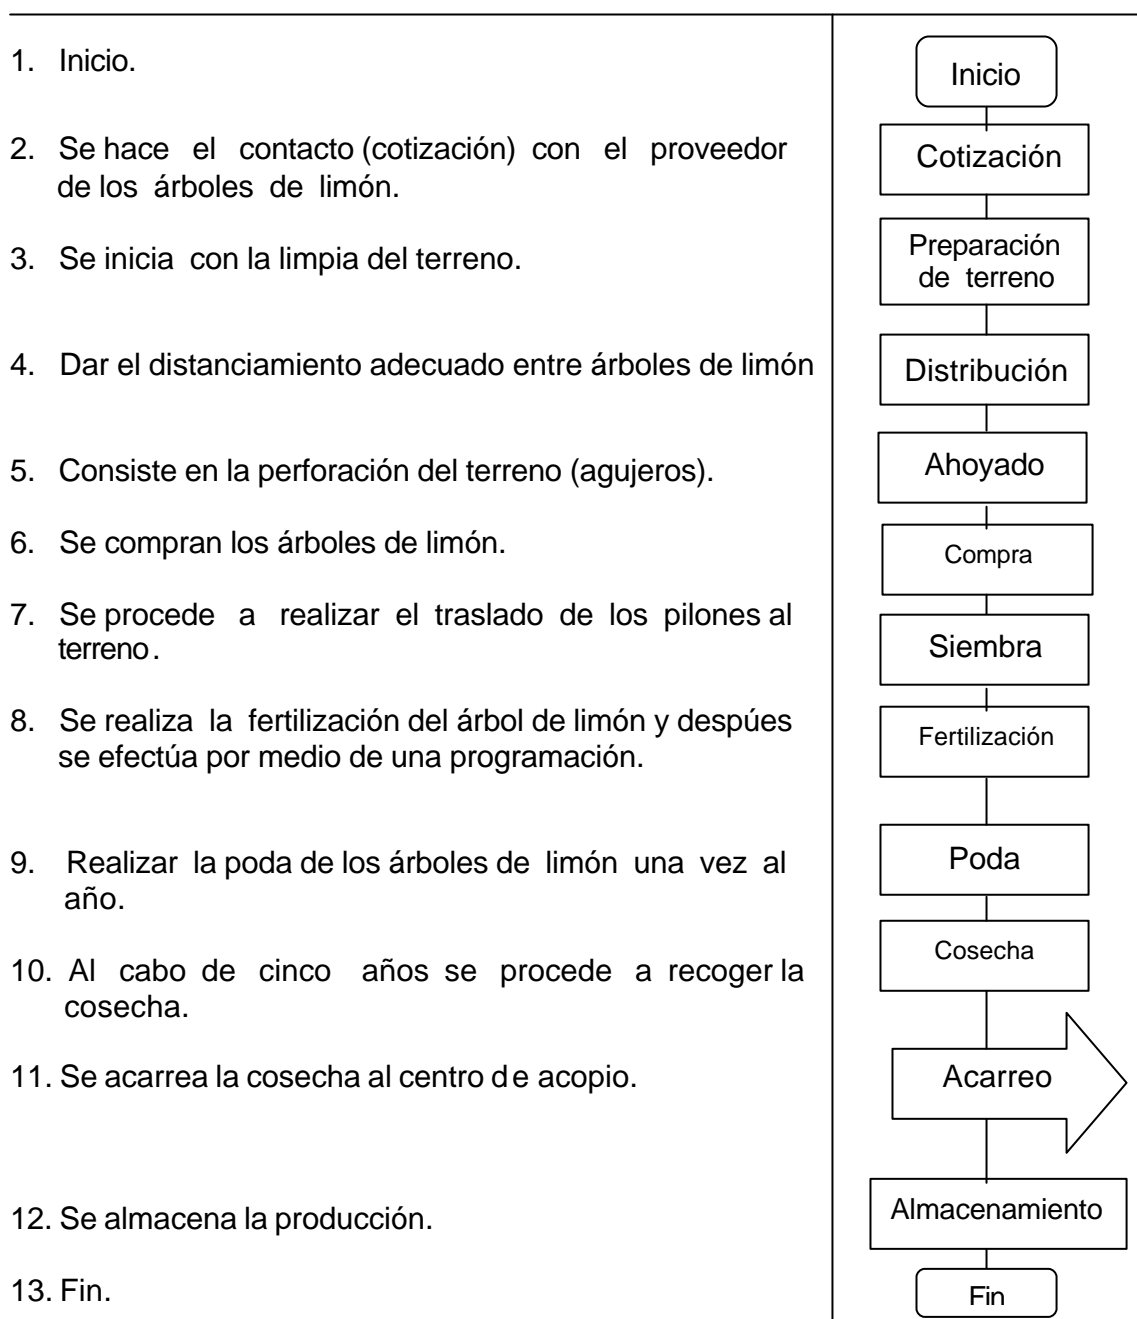 1. Inicio.
2. Se hace el contacto (cotización) con el proveedor
de los árboles de limón.
3. Se inicia con la limpia del terreno.
4. Dar el distanciamiento adecuado entre árboles de limón
5. Consiste en la perforación del terreno (agujeros).
6. Se compran los árboles de limón.
7. Se procede a realizar el traslado de los pilones al
terreno.
8. Se realiza la fertilización del árbol de limón y despúes
se efectúa por medio de una programación.
9. Realizar la poda de los árboles de limón una vez al
año.
10. Al cabo de cinco años se procede a recoger la
cosecha.
11. Se acarrea la cosecha al centro de acopio.
12. Se almacena la producción.
13. Fin.
Inicio
Cotización
Preparación
de terreno
Distribución
Ahoyado
Compra
Siembra
Fertilización
Poda
Cosecha
Acarreo
Almacenamiento
Fin